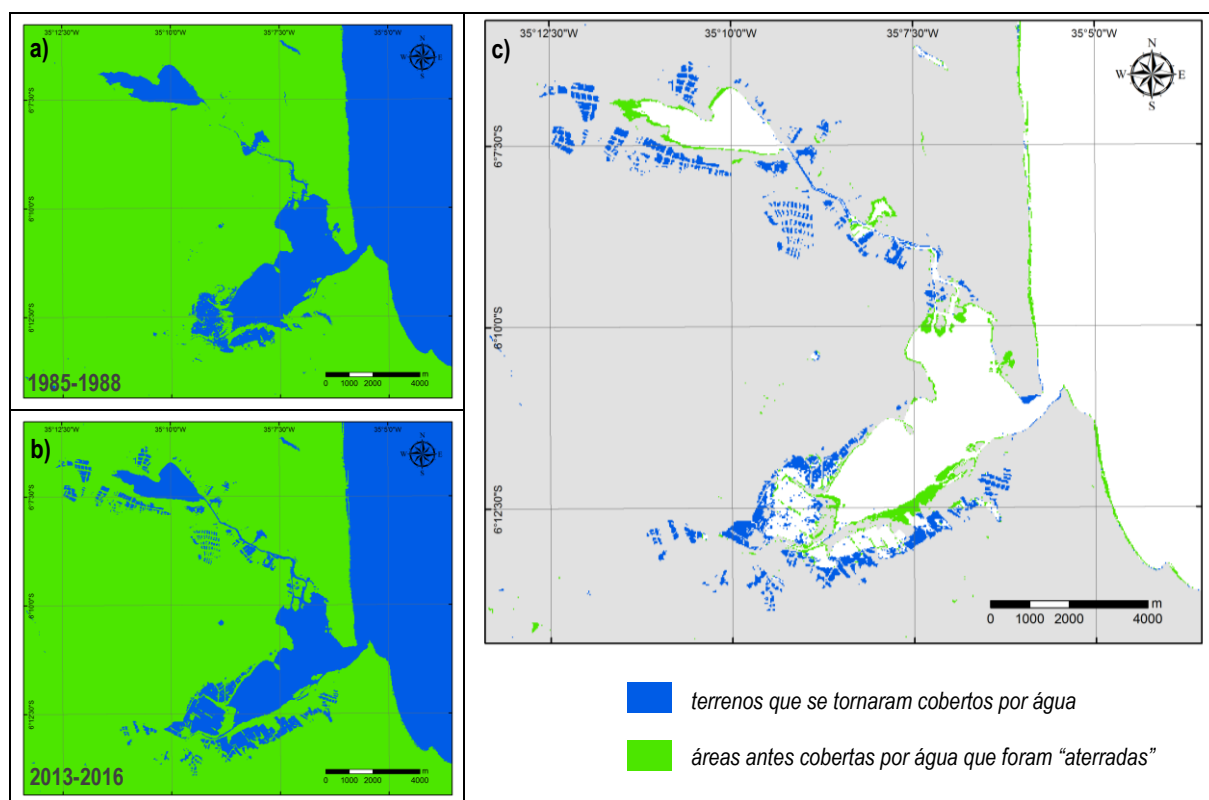 a)
35°12'30"W 35°10'0"W 35°7'30"W 35°5'0"W
N
W E
S
6°7'30"S
6°10'0"S
6°12'30"S
1985-1988
0 1000 2000 4000 m
b)
35°12'30"W 35°10'0"W 35°7'30"W 35°5'0"W
N
W E
S
6°7'30"S
6°10'0"S
6°12'30"S
2013-2016
0 1000 2000 4000 m
c)
35°12'30"W 35°10'0"W 35°7'30"W 35°5'0"W
N
W E
S
6°7'30"S
6°10'0"S
6°12'30"S
m
0 1000 2000 4000
terrenos que se tornaram cobertos por água
áreas antes cobertas por água que foram “aterradas”